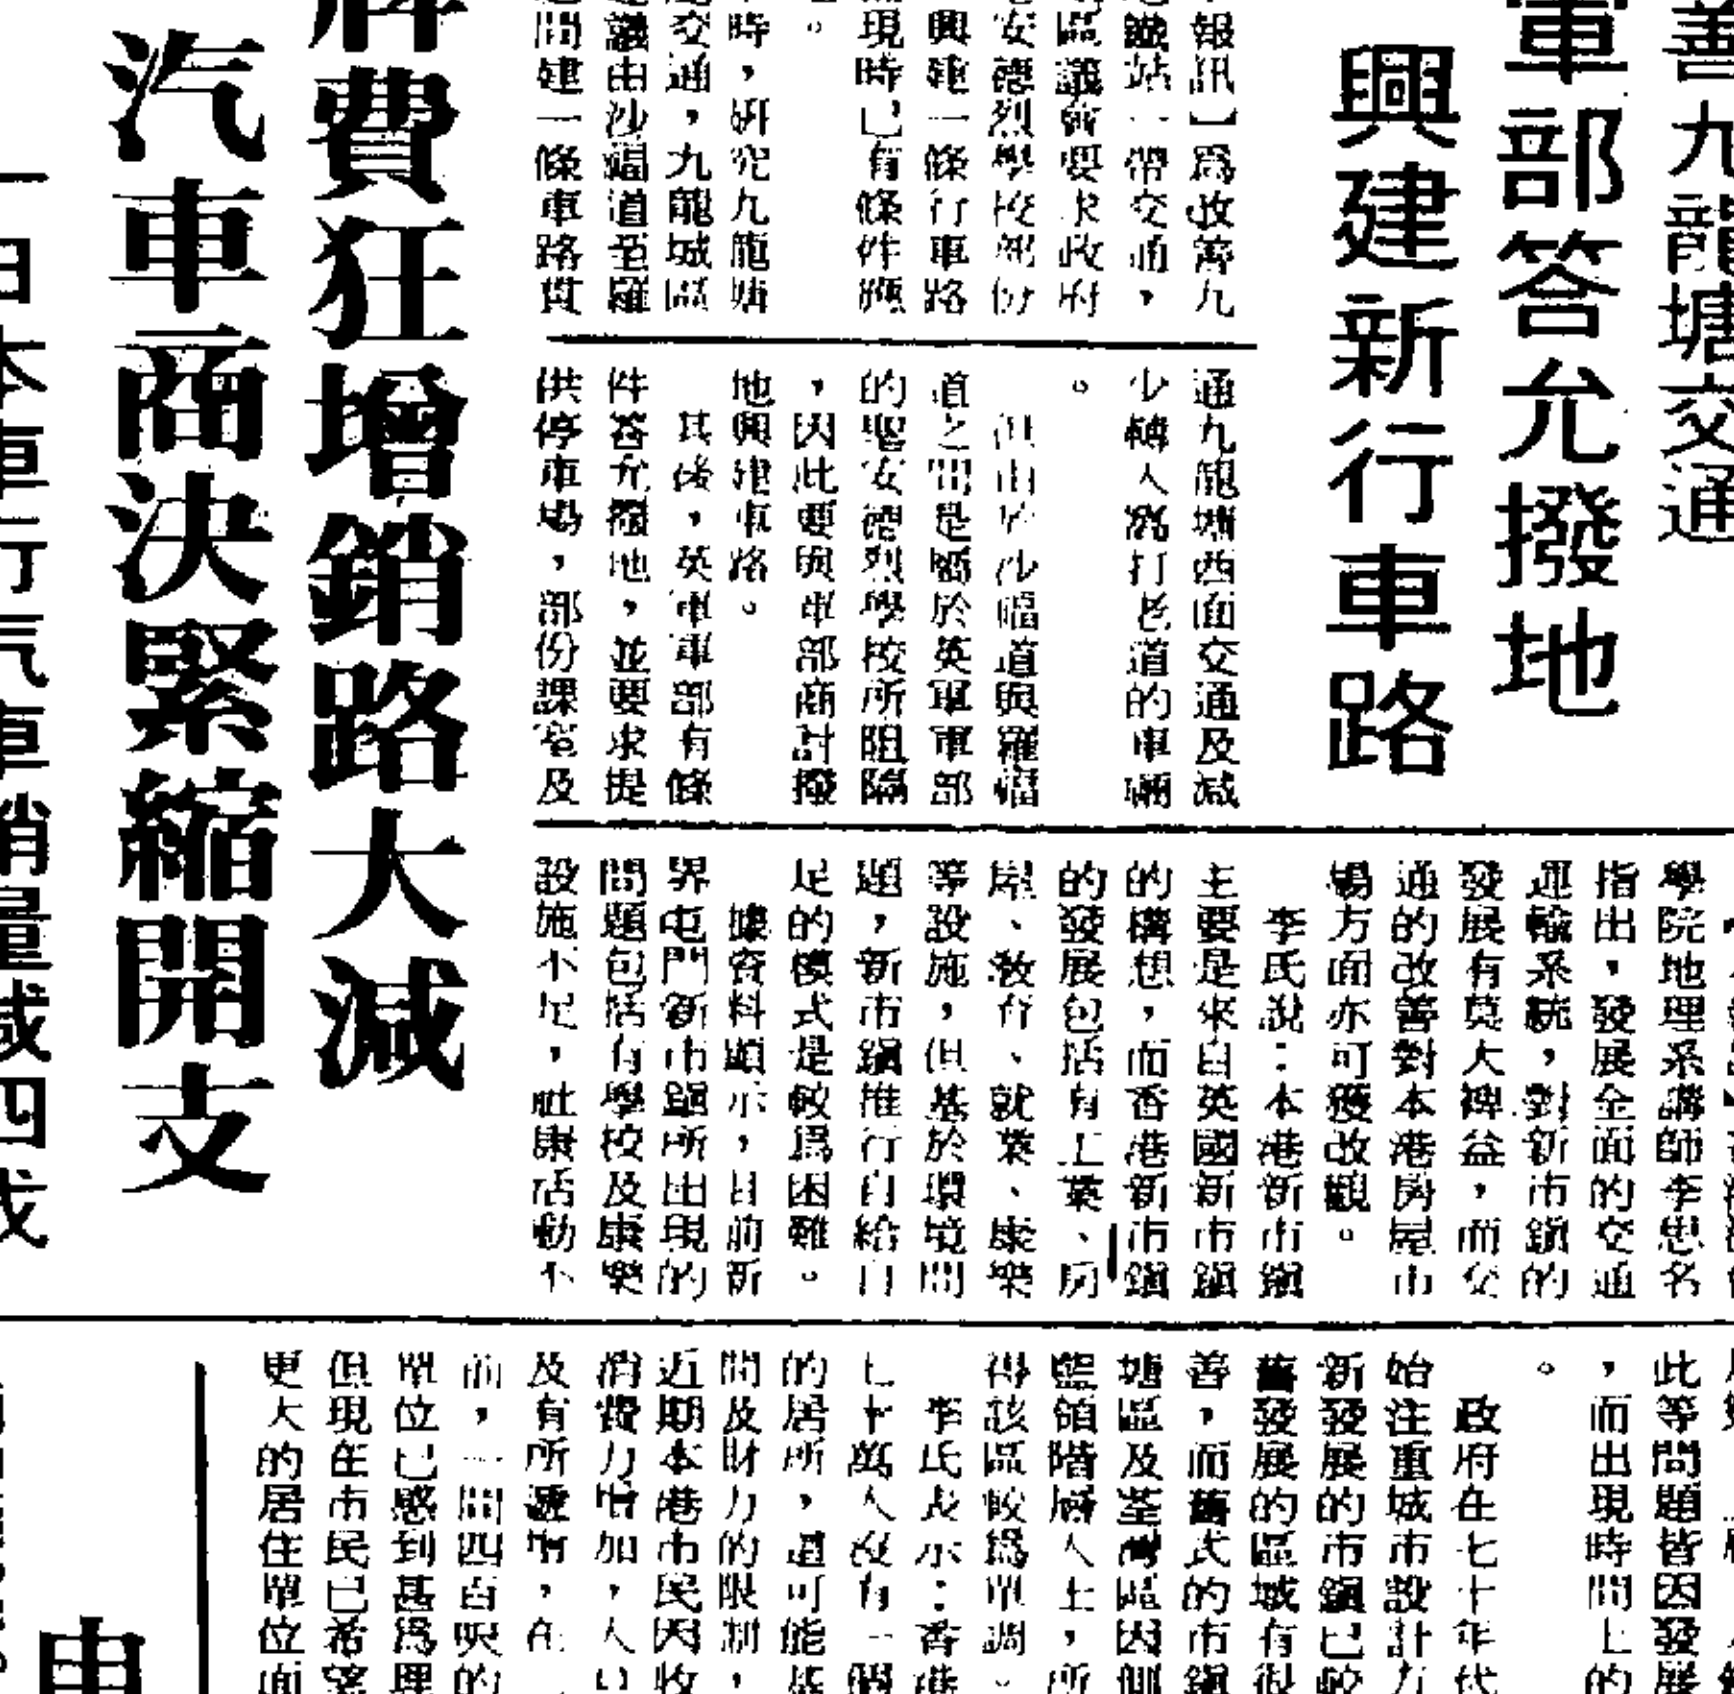 善九龍塘交通
軍部答允撥地
興建新行車路
報訊】爲改善九
鐵站一帶交通，
區議會要求政府
安德烈學校部份
興建一條行車路
現時已有條件應
。
時，研究九龍塘
交通，九龍城區
議由沙福道至羅
間建一條車路貫
通九龍塘西面交通及減
少轉入窩打老道的車輛
。
但由於沙福道與羅福
道之間是屬於英軍軍部
的聖安德烈學校所阻隔
，因此要與軍部商計撥
地興建車路。
其後，英軍軍部有條
件答允撥地，並要求提
供停車場，部份課室及
學院地理系講師李思名
指出，發展全面的交通
運輸系統，對新市鎮的
發展有莫大裨益，而交
通的改善對本港房屋市
場方面亦可獲改觀。
李氏說：本港新市鎮
主要是來自英國新市鎮
的構想，而香港新市鎮
的發展包括有工業、房
屋、敎育、就業、康樂
等設施，但基於環境問
題，新市鎮推行自給自
足的模式是較爲困難。
據資料顯示，目前新
界屯門新市鎮所出現的
問題包括有學校及康樂
設施不足，社康活動不
牌費狂增銷路大減
汽車商決緊縮開支
日本車行汽車銷量減四成
此等問題皆因發展
，而出現時間上的
。
政府在七十年代
始注重城市設計方
新發展的市鎮已較
舊發展的區域有很
善，而舊式的市鎮
塘區及荃灣區因側
藍領階層人士，所
得該區較爲單調。
李氏表示：香港
七十萬人沒有一個
的居所，這可能基
間及財力的限制，
近期本港市民因收
消費力增加，人口
及有所遞增，在
前，一間四百呎的
單位已感到甚爲理
但現在市民已希望
更大的居住單位面